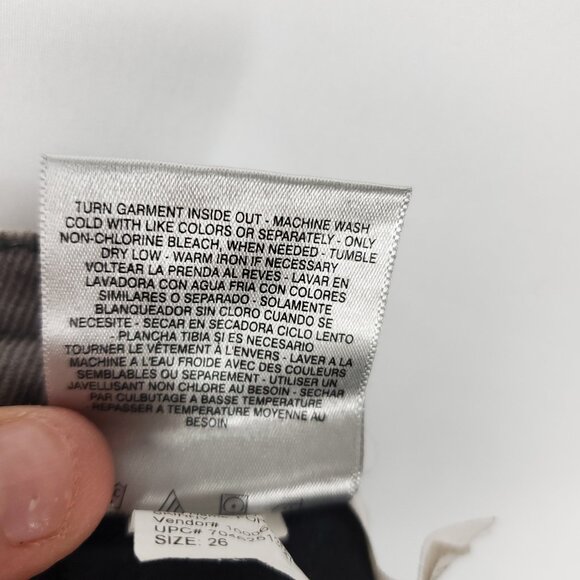 TURN GARMENT INSIDE OUT - MACHINE WASH
COLD WITH LIKE COLORS OR SEPARATELY - ONLY
NON-CHLORINE BLEACH, WHEN NEEDED - TUMBLE
DRY LOW - WARM IRON IF NECESSARY
VOLTEAR LA PRENDA AL REVES - LAVAR EN
LAVADORA CON AGUA FRIA CON COLORES
SIMILARES O SEPARADO - SOLAMENTE
BLANQUEADOR SIN CLORO CUANDO SE
NECESITE - SECAR EN SECADORA CICLO LENTO
- PLANCHA TIBIA SI ES NECESARIO
TOURNER LE VÊTEMENT À L'ENVERS - LAVER A LA
MACHINE A L'EAU FROIDE AVEC DES COULEURS
SEMBLABLES OU SEPAREMENT - UTILISER UN
JAVELLISANT NON CHLORE AU BESOIN - SECHER
PAR CULBUTAGE A BASSE TEMPERATURE -
REPASSER A TEMPERATURE MOYENNE AU
BESOIN
Vendor#
UPC#
SIZE: 26